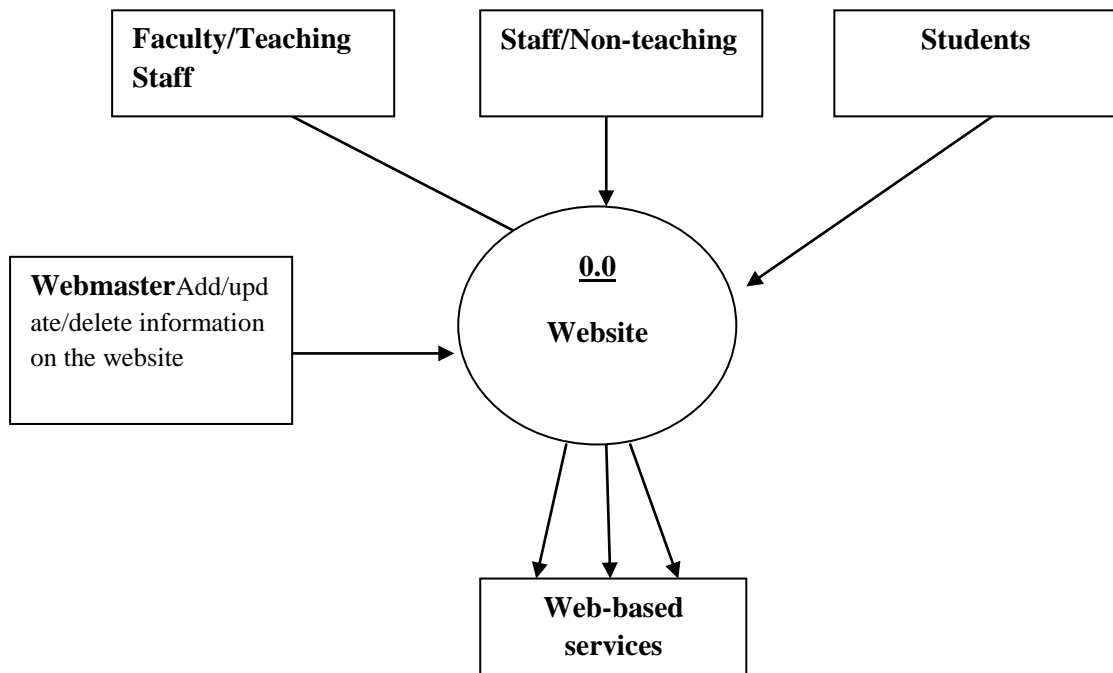 Faculty/Teaching
Staff
Staff/Non-teaching
Students
WebmasterAdd/upd
ate/delete information
on the website
0.0
Website
Web-based
services